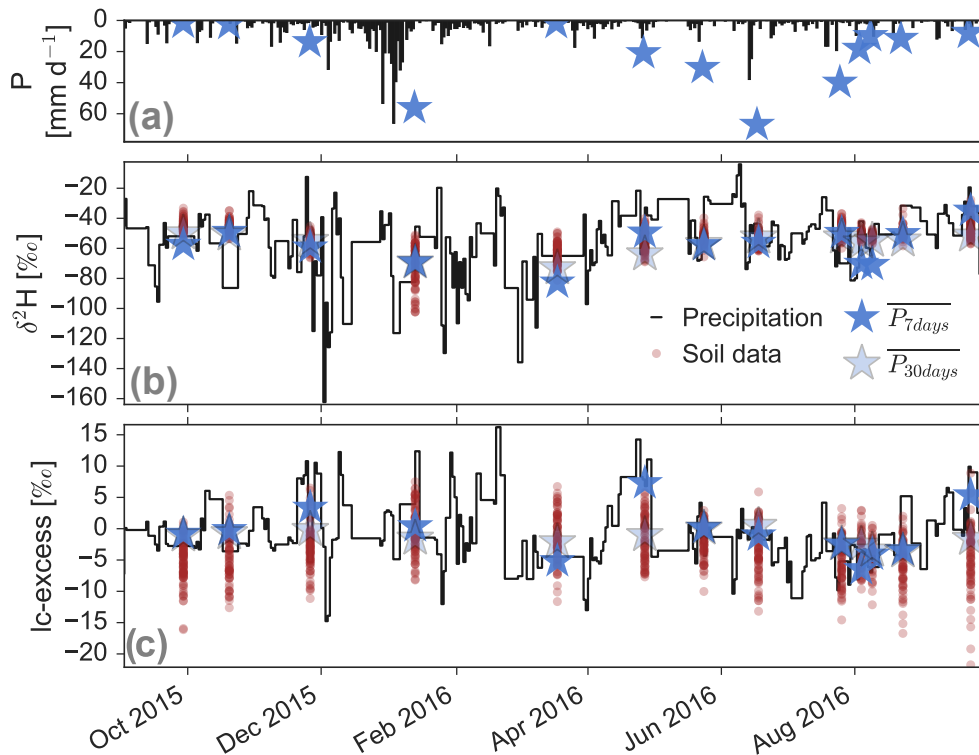 P
[mm d⁻¹]
0
20
40
60
(a)
δ²H [‰]
−20
−40
−60
−80
−100
−120
−140
−160
(b)
Precipitation
Soil data
P7days
P30days
lc-excess [‰]
15
10
5
0
−5
−10
−15
−20
(c)
Oct 2015
Dec 2015
Feb 2016
Apr 2016
Jun 2016
Aug 2016